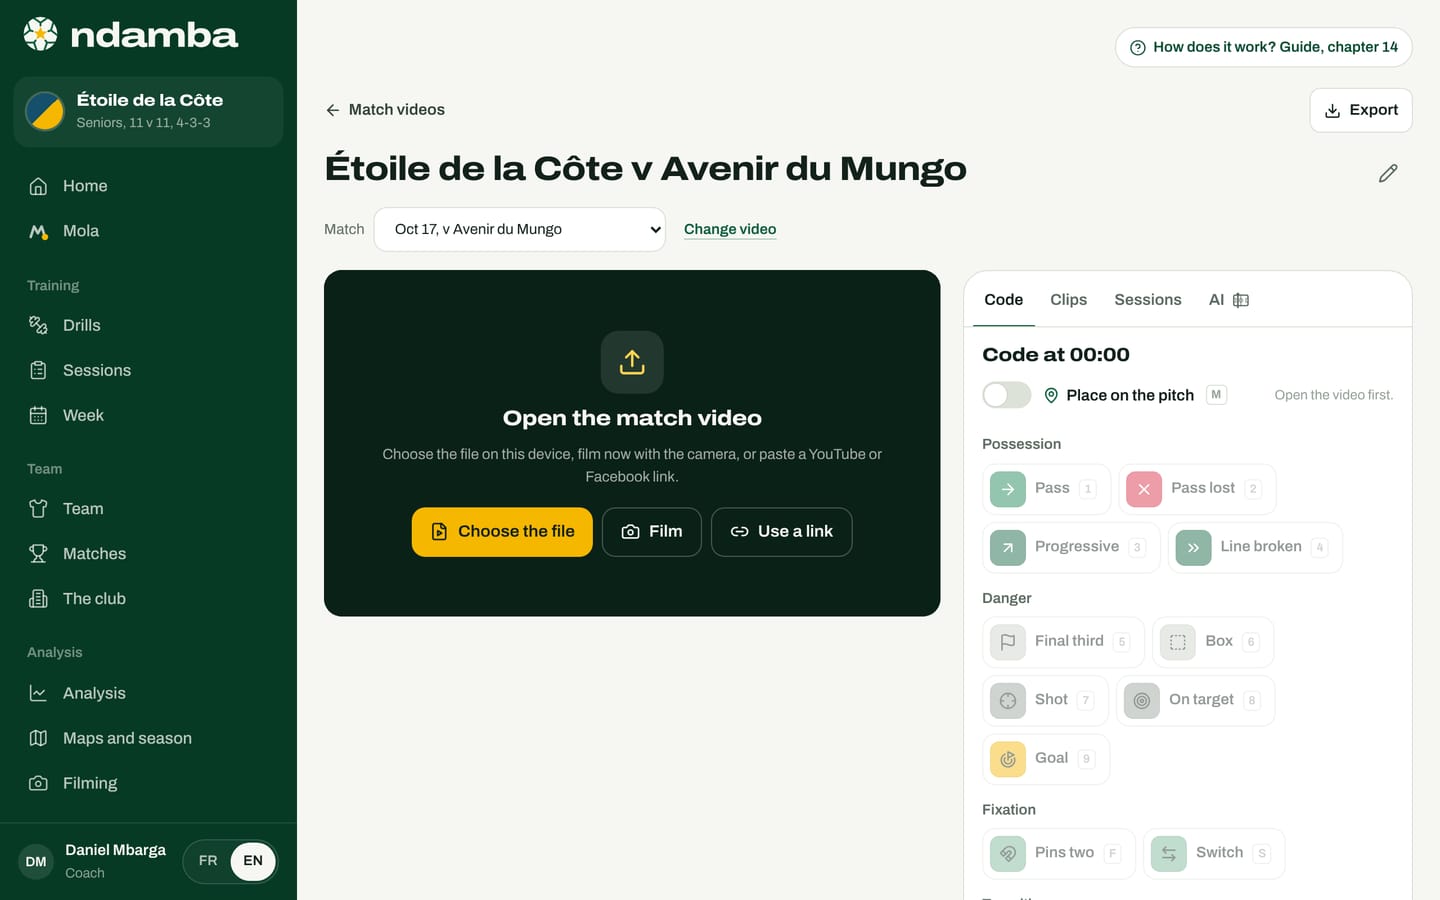 ndamba
Étoile de la Côte
Seniors, 11 v 11, 4-3-3
Home
Mola
Training
Drills
Sessions
Week
Team
Team
Matches
The club
Analysis
Analysis
Maps and season
Filming
DM
Daniel Mbarga
Coach
FR
EN
How does it work? Guide, chapter 14
Match videos
Export
Étoile de la Côte v Avenir du Mungo
Match
Oct 17, v Avenir du Mungo
Change video
Open the match video
Choose the file on this device, film now with the camera, or paste a YouTube or
Facebook link.
Choose the file
Film
Use a link
Code
Clips
Sessions
AI
Code at 00:00
Place on the pitch
M
Open the video first.
Possession
Pass 1
Pass lost 2
Progressive 3
Line broken 4
Danger
Final third 5
Box 6
Shot 7
On target 8
Goal 9
Fixation
Pins two F
Switch S